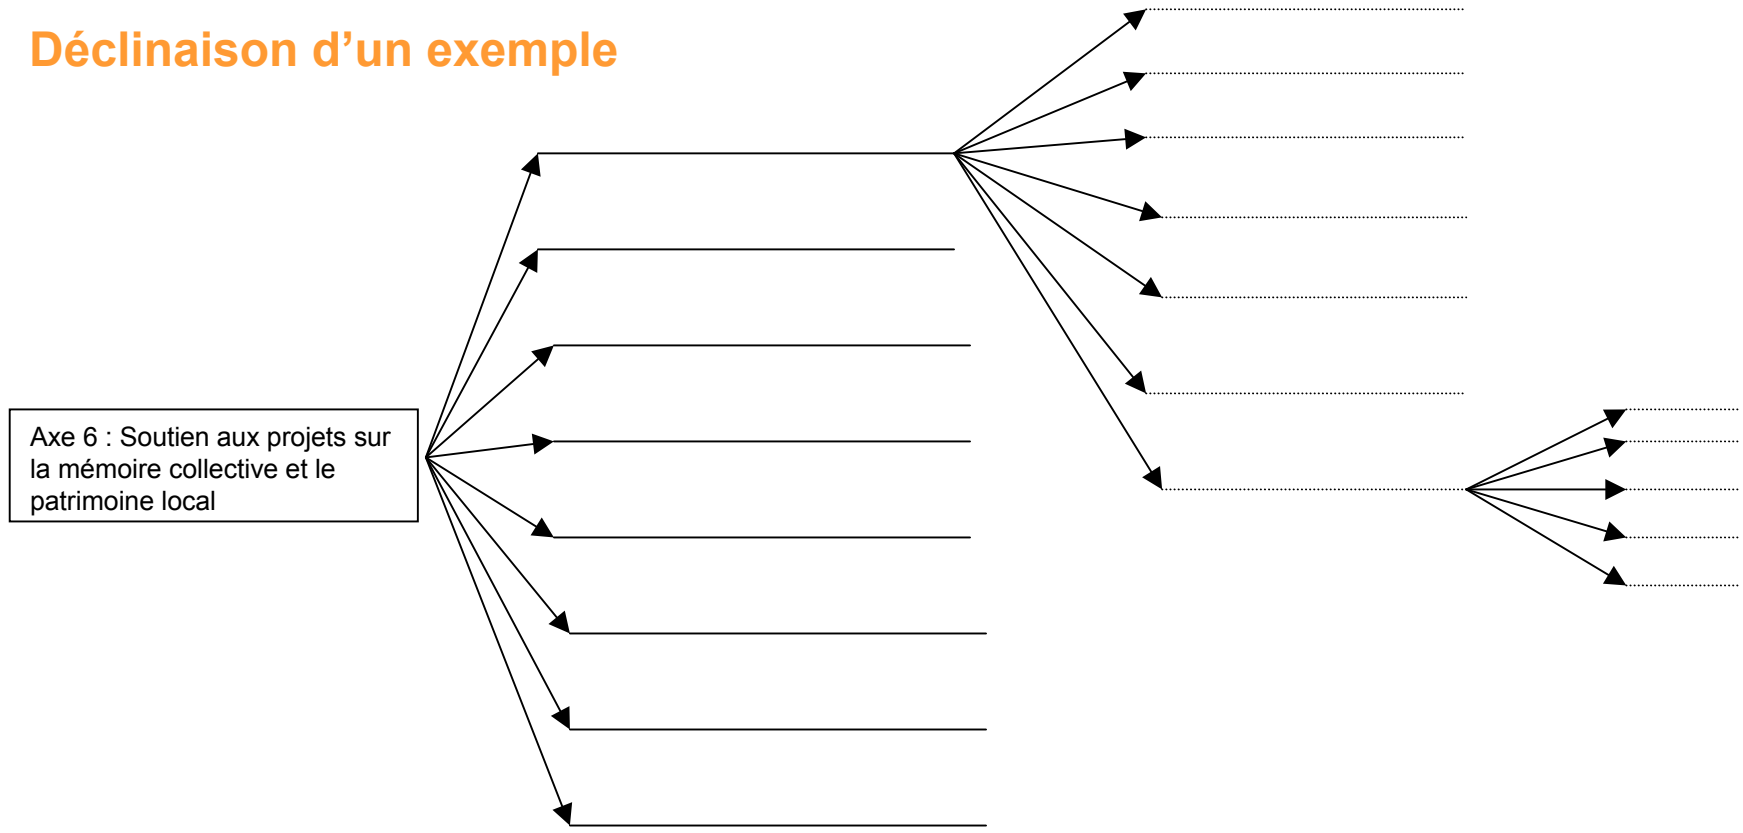 Déclinaison d’un exemple
Axe 6 : Soutien aux projets sur
la mémoire collective et le
patrimoine local